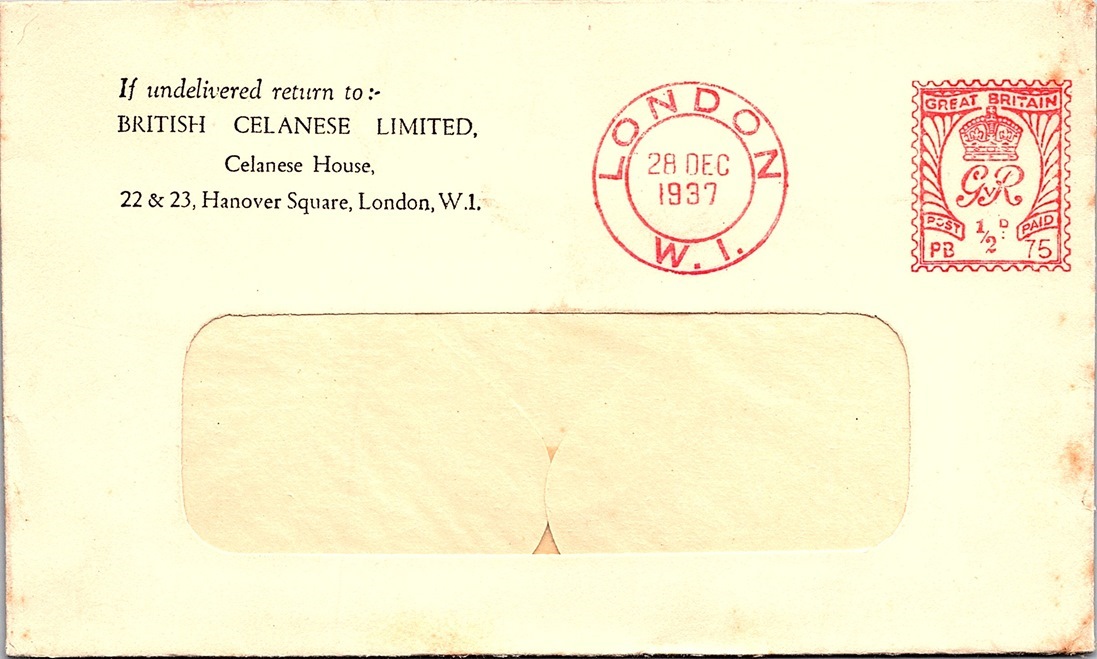 If undelivered return to:-
BRITISH CELANESE LIMITED,
Celanese House,
22 & 23, Hanover Square, London, W.1.
LONDON
28 DEC
1937
W. 1.
GREAT BRITAIN
GvR
POST PAID
½D.
PB 75